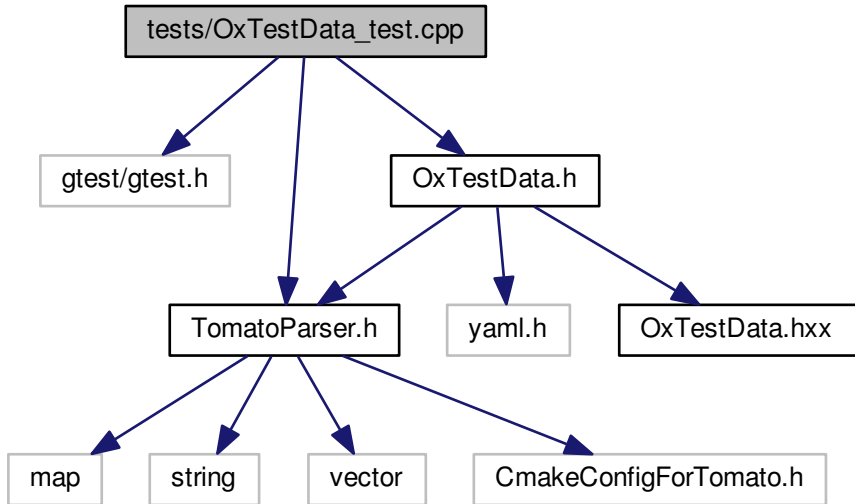 tests/OxTestData_test.cpp
gtest/gtest.h
OxTestData.h
TomatoParser.h
yaml.h
OxTestData.hxx
map
string
vector
CmakeConfigForTomato.h